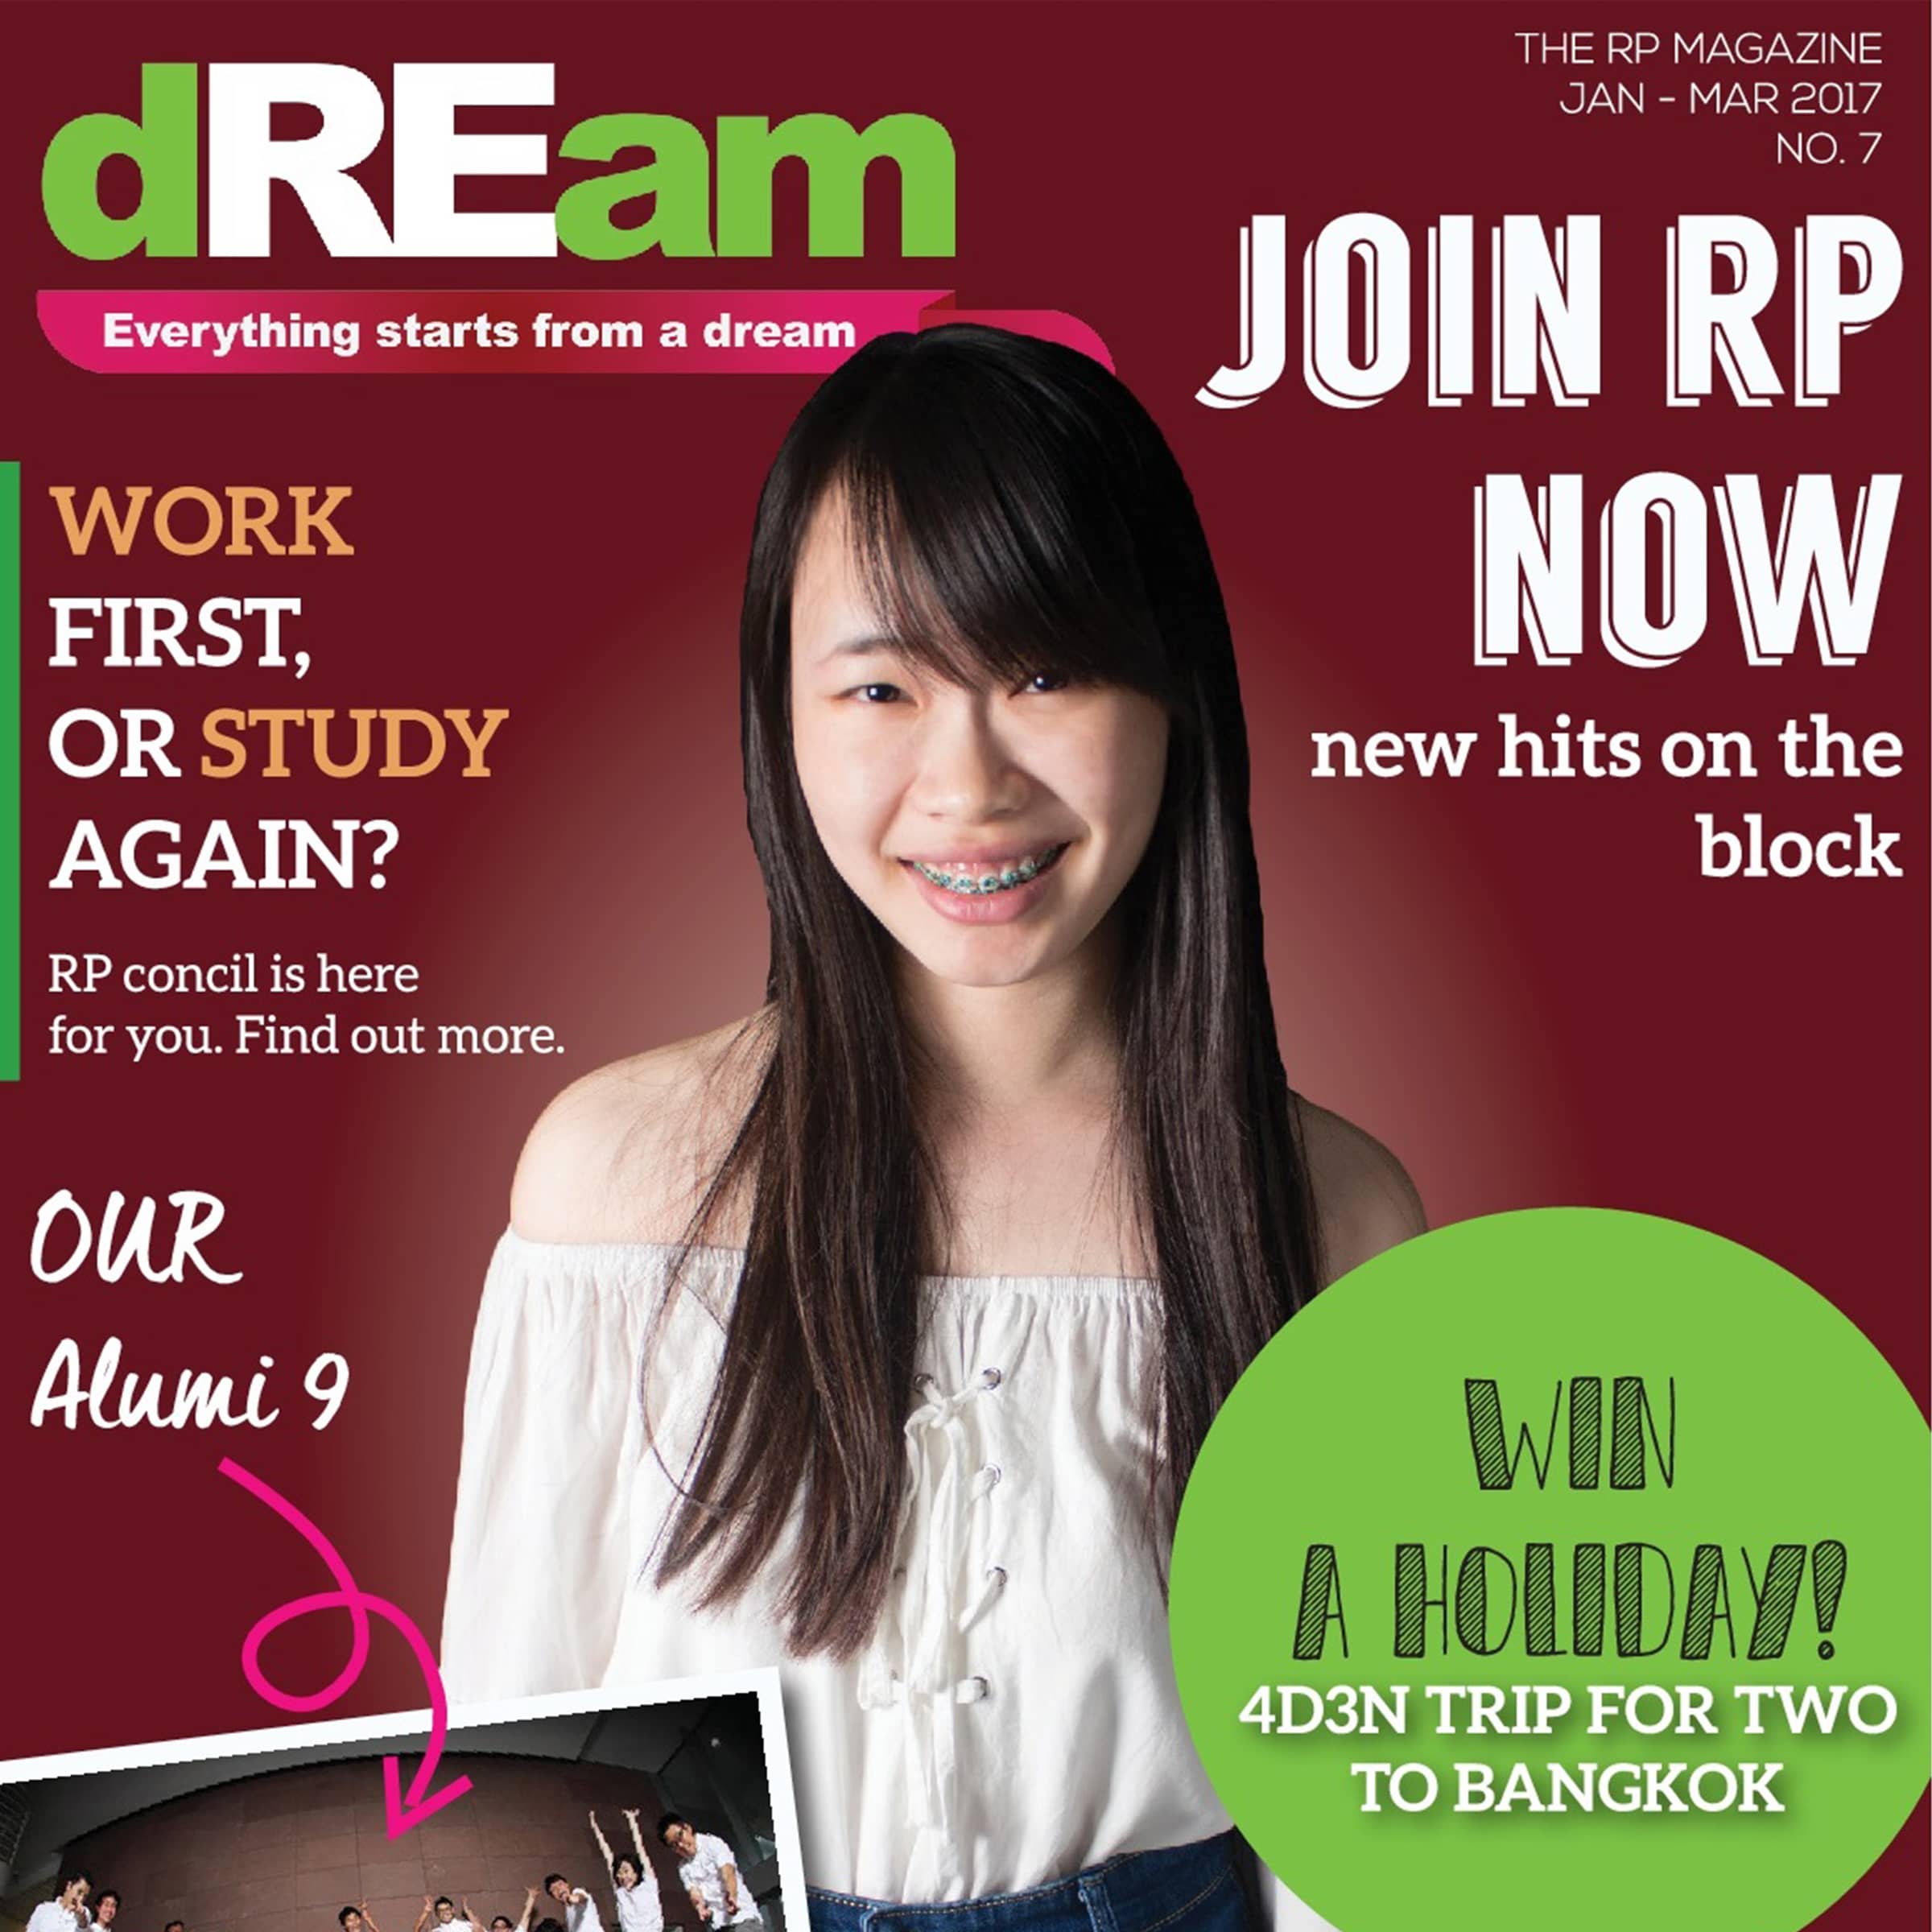 dREam
Everything starts from a dream
THE RP MAGAZINE
JAN - MAR 2017
NO. 7
JOIN RP
NOW
new hits on the
block
WORK
FIRST,
OR STUDY
AGAIN?
RP concil is here
for you. Find out more.
OUR
Alumi 9
WIN
A HOLIDAY!
4D3N TRIP FOR TWO
TO BANGKOK